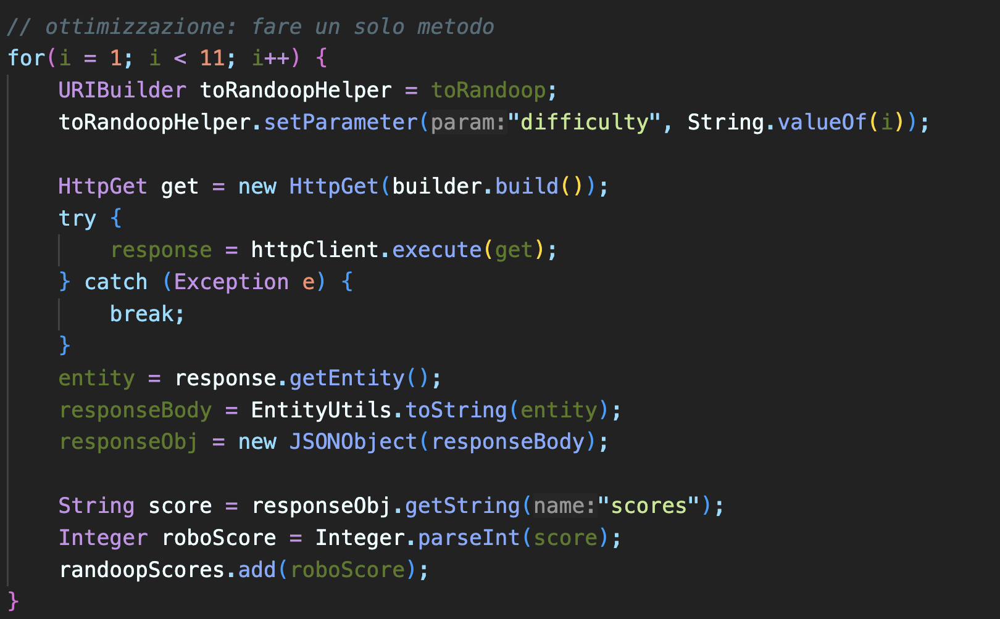 // ottimizzazione: fare un solo metodo
for(i = 1; i < 11; i++) {
    URIBuilder toRandoopHelper = toRandoop;
    toRandoopHelper.setParameter(param:"difficulty", String.valueOf(i));
    HttpGet get = new HttpGet(builder.build());
    try {
        response = httpClient.execute(get);
    } catch (Exception e) {
        break;
    }
    entity = response.getEntity();
    responseBody = EntityUtils.toString(entity);
    responseObj = new JSONObject(responseBody);
    String score = responseObj.getString(name:"scores");
    Integer roboScore = Integer.parseInt(score);
    randoopScores.add(roboScore);
}